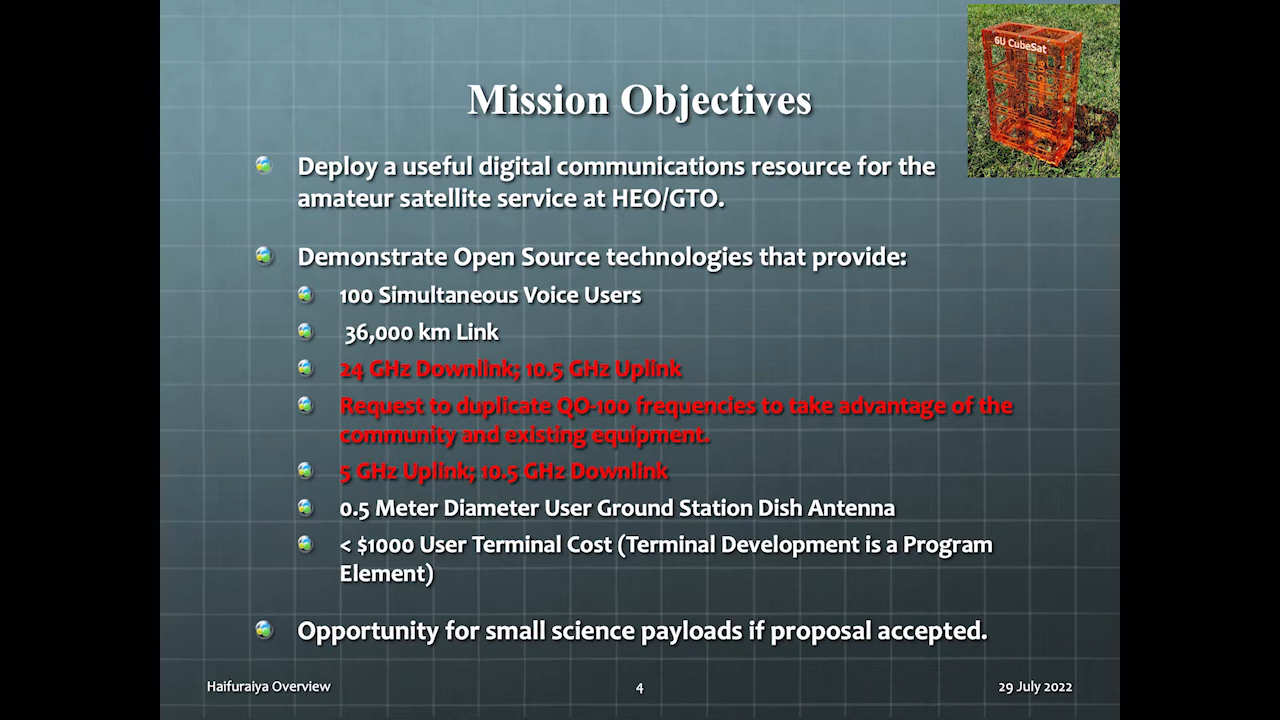 6U CubeSat
Mission Objectives
Deploy a useful digital communications resource for the
amateur satellite service at HEO/GTO.
Demonstrate Open Source technologies that provide:
100 Simultaneous Voice Users
36,000 km Link
24 GHz Downlink; 10.5 GHz Uplink
Request to duplicate QO-100 frequencies to take advantage of the
community and existing equipment.
5 GHz Uplink; 10.5 GHz Downlink
0.5 Meter Diameter User Ground Station Dish Antenna
< $1000 User Terminal Cost (Terminal Development is a Program
Element)
Opportunity for small science payloads if proposal accepted.
Haifuraiya Overview
4
29 July 2022